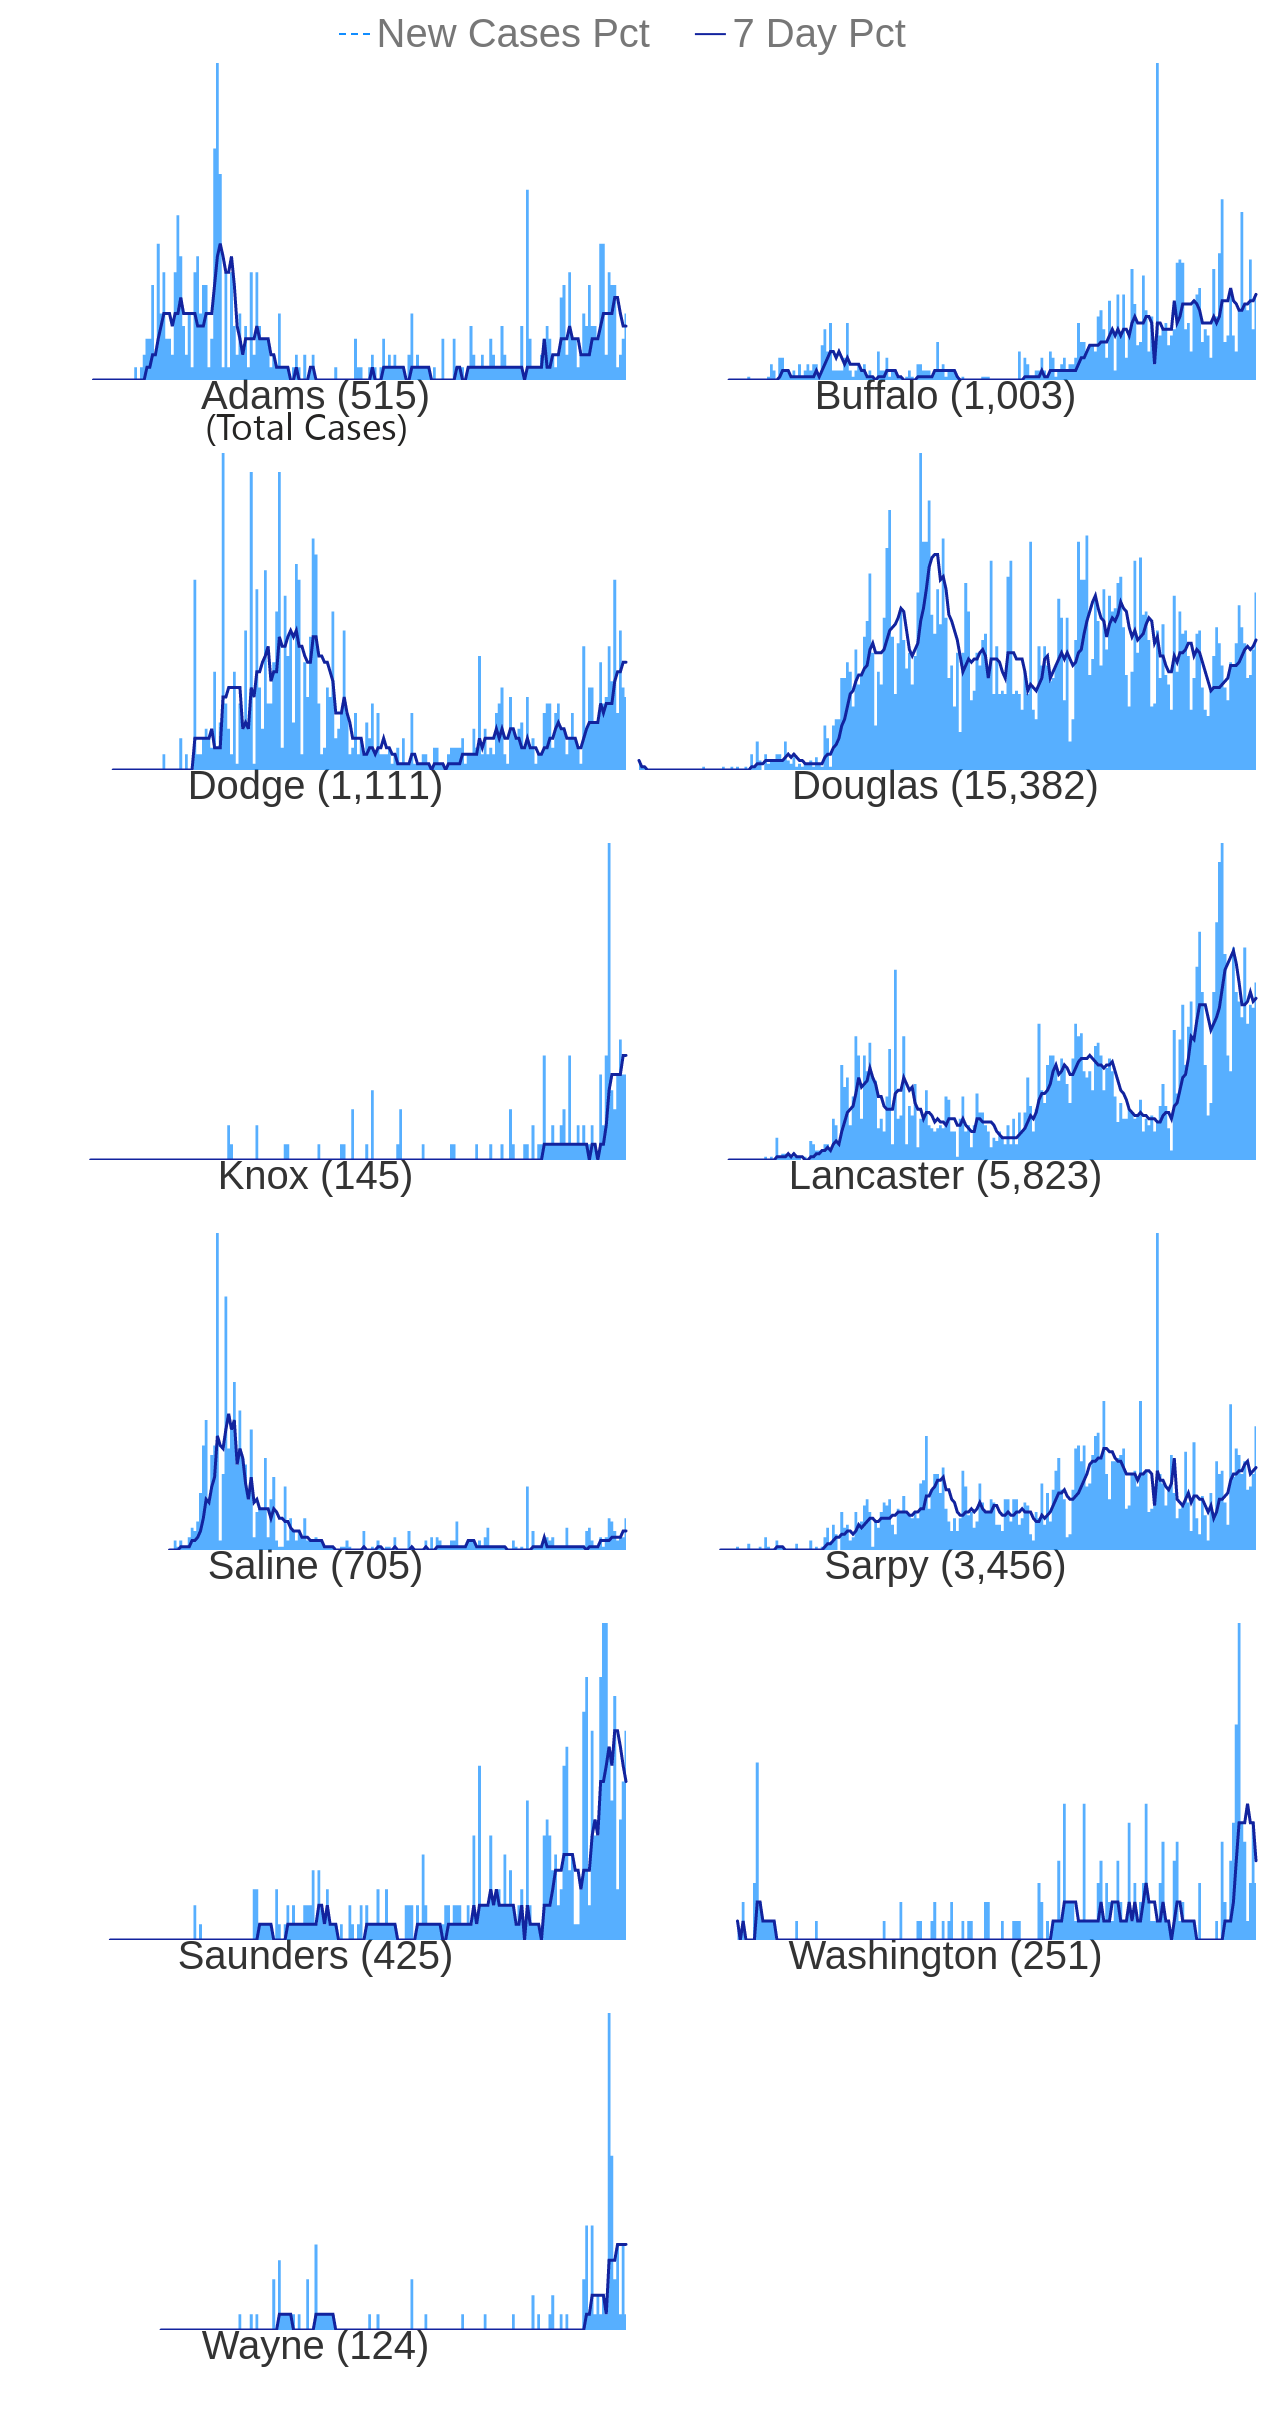 New Cases Pct 7 Day Pct
Adams (515) Buffalo (1,003)
(Total Cases)
Dodge (1,111) Douglas (15,382)
Knox (145) Lancaster (5,823)
Saline (705) Sarpy (3,456)
Saunders (425) Washington (251)
Wayne (124)